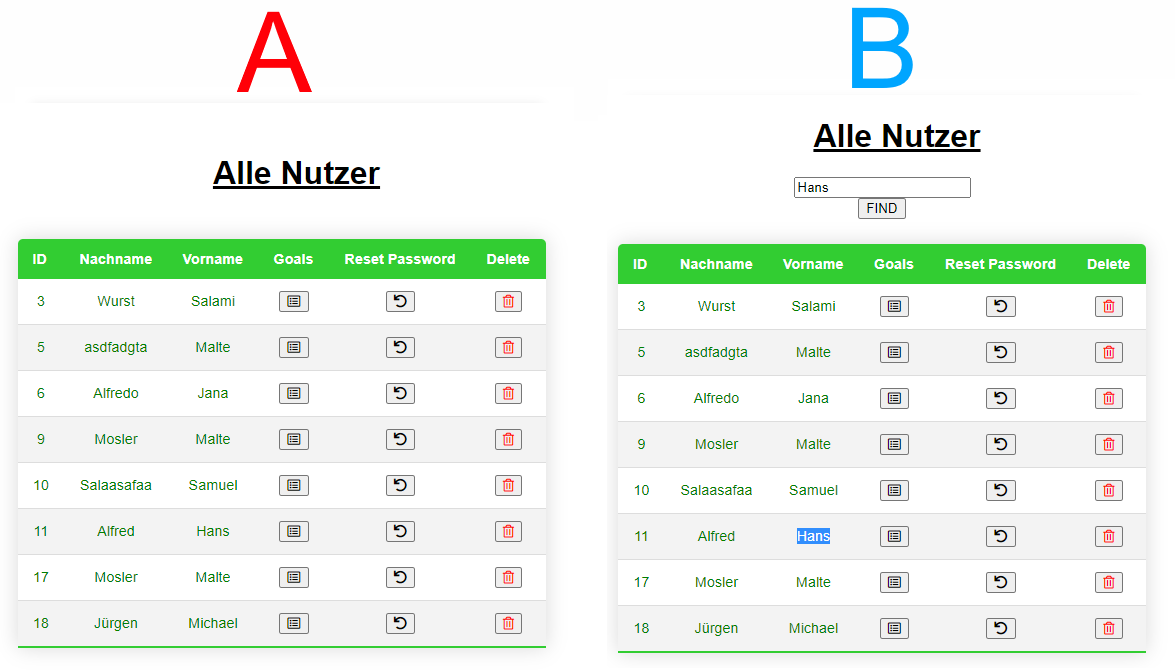 A
Alle Nutzer
ID Nachname Vorname Goals Reset Password Delete
3 Wurst Salami
5 asdfadgta Malte
6 Alfredo Jana
9 Mosler Malte
10 Salaasafaa Samuel
11 Alfred Hans
17 Mosler Malte
18 Jürgen Michael
B
Alle Nutzer
Hans
FIND
ID Nachname Vorname Goals Reset Password Delete
3 Wurst Salami
5 asdfadgta Malte
6 Alfredo Jana
9 Mosler Malte
10 Salaasafaa Samuel
11 Alfred Hans
17 Mosler Malte
18 Jürgen Michael